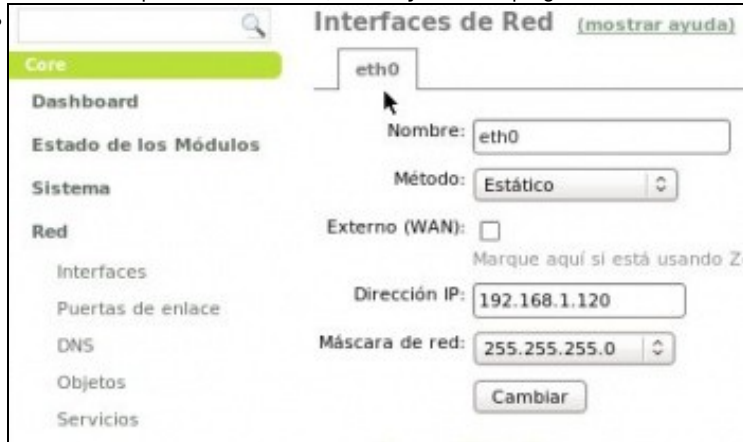 Core
Dashboard
Estado de los Módulos
Sistema
Red
Interfaces
Puertas de enlace
DNS
Objetos
Servicios
Interfaces de Red (mostrar ayuda)
eth0
Nombre: eth0
Método: Estático
Externo (WAN):
Marque aquí si está usando
Dirección IP: 192.168.1.120
Máscara de red: 255.255.255.0
Cambiar